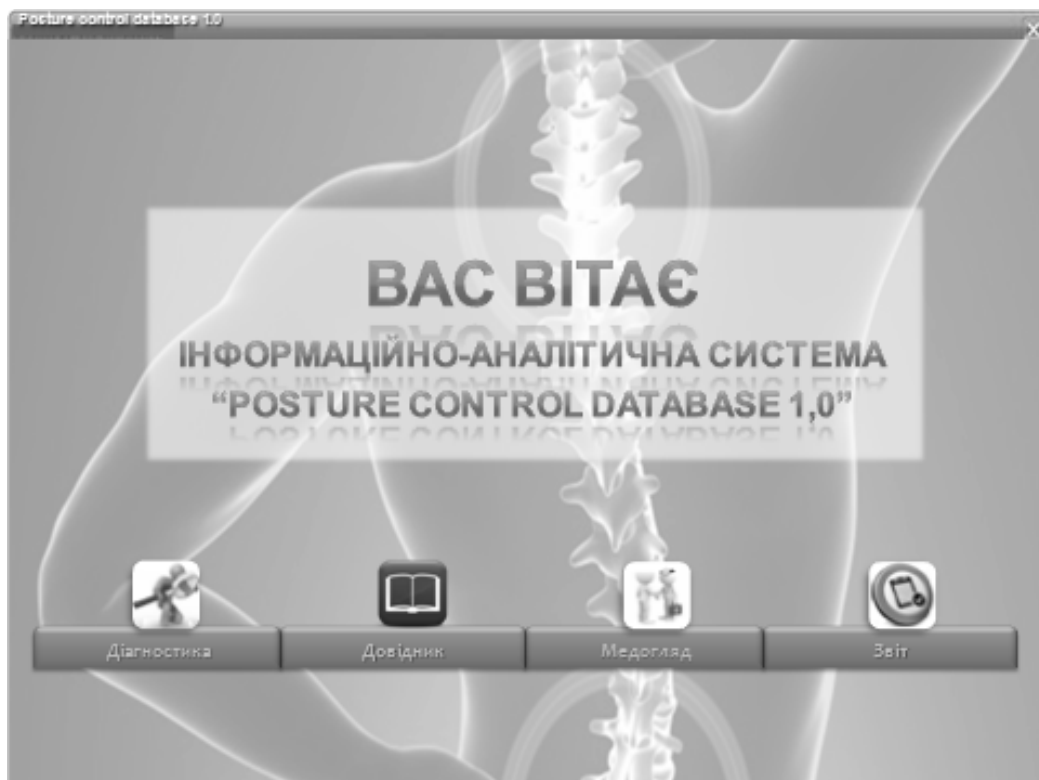 Posture control database 1.0
ВАС ВІТАЄ
ІНФОРМАЦІЙНО-АНАЛІТИЧНА СИСТЕМА
“POSTURE CONTROL DATABASE 1,0”
Діагностика
Довідник
Медогляд
Звіт